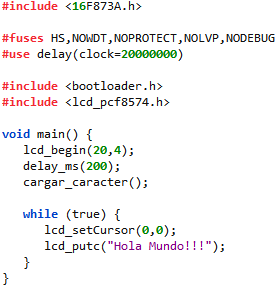 #include <16F873A.h>
#fuses HS,NOWDT,NOPROTECT,NOLVP,NODEBUG
#use delay(clock=20000000)
#include <bootloader.h>
#include <lcd_pcf8574.h>
void main() {
lcd_begin(20,4);
delay_ms(200);
cargar_caracter();
while (true) {
lcd_setCursor(0,0);
lcd_putc("Hola Mundo!!!");
}
}